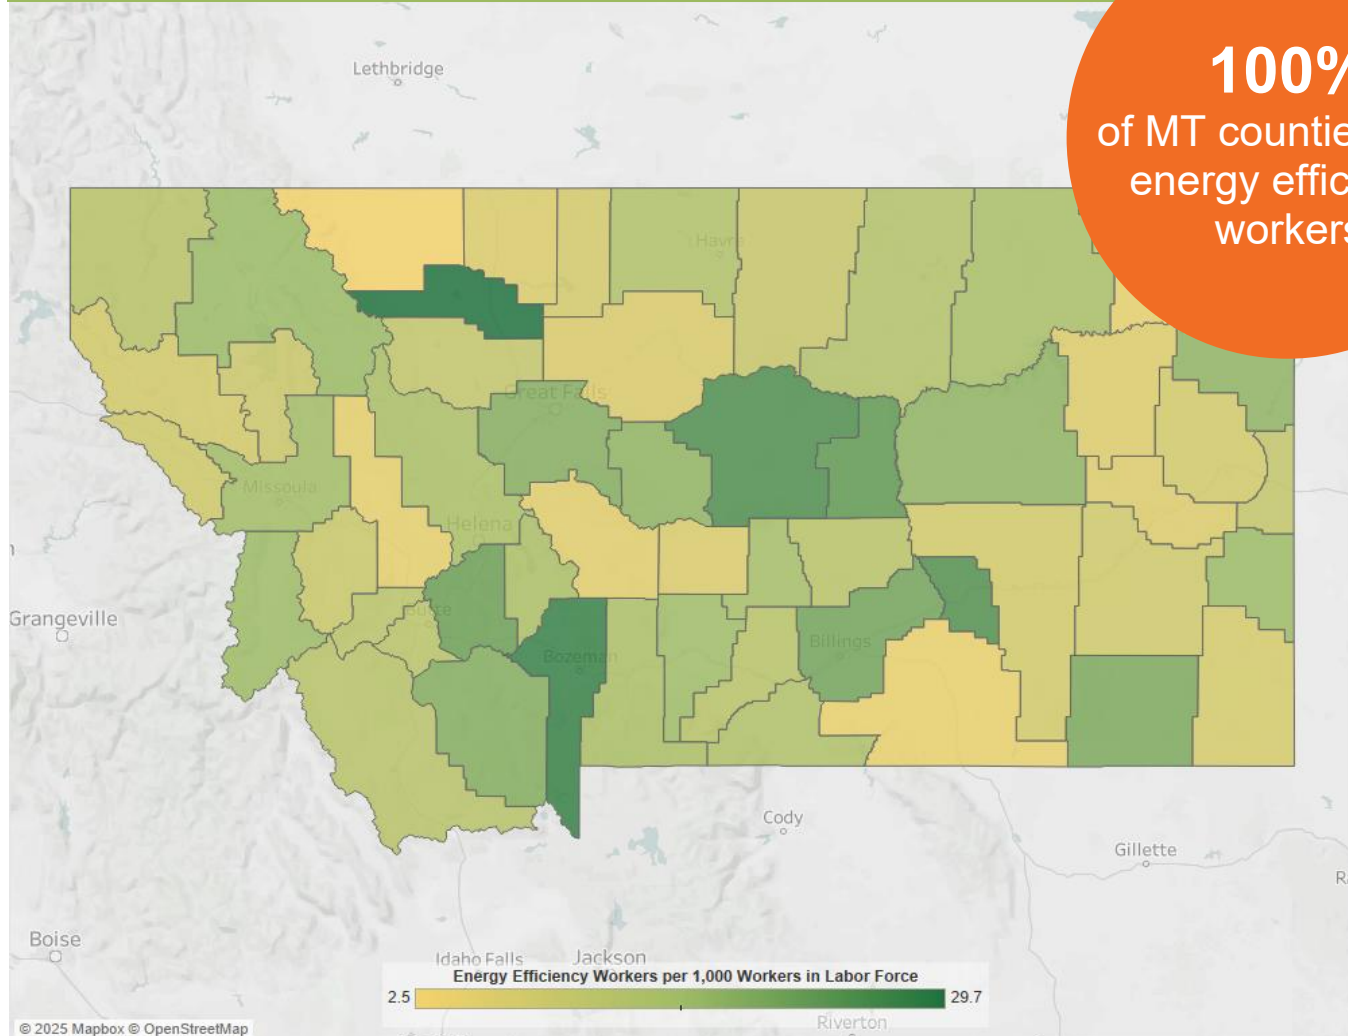 Lethbridge
100%
of MT countie
energy effic
workers
Havre
Great Falls
Missoula
Helena
Grangeville
Butte
Billings
Bozeman
Cody
Gillette
R
Boise
Idaho Falls
Jackson
Energy Efficiency Workers per 1,000 Workers in Labor Force
2.5
29.7
Riverton
© 2025 Mapbox © OpenStreetMap